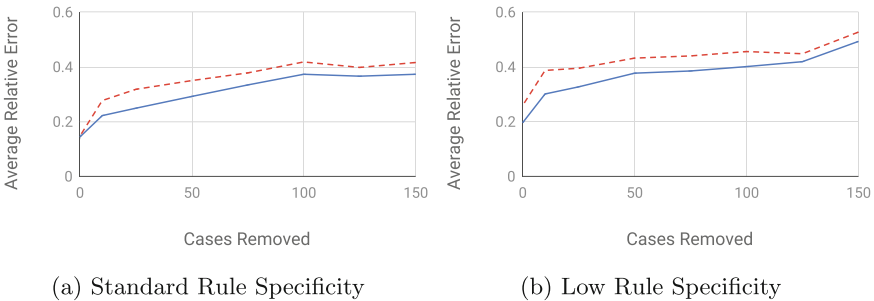 Average Relative Error
0.6
0.4
0.2
0
0
50
100
150
Cases Removed
(a) Standard Rule Specificity
Average Relative Error
0.6
0.4
0.2
0
0
50
100
150
Cases Removed
(b) Low Rule Specificity